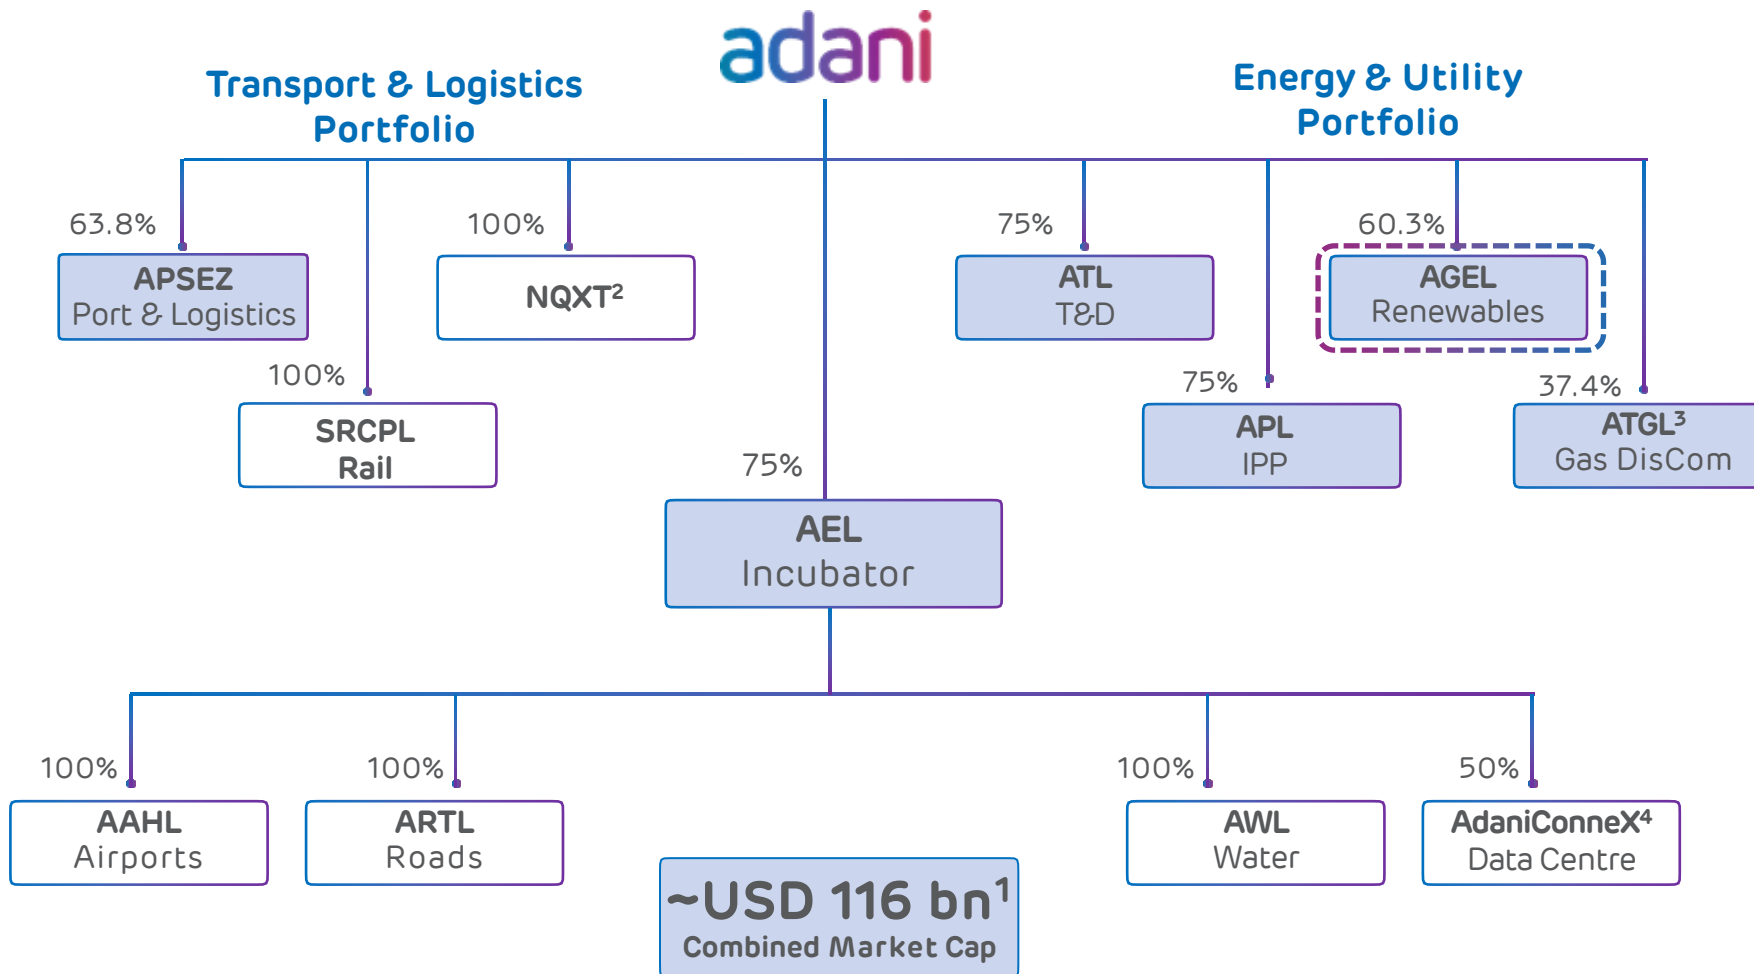 adani
Transport & Logistics
Portfolio
Energy & Utility
Portfolio
63.8%
APSEZ
Port & Logistics
100%
NQXT²
75%
ATL
T&D
60.3%
AGEL
Renewables
100%
SRCPL
Rail
75%
APL
IPP
37.4%
ATGL³
Gas DisCom
75%
AEL
Incubator
100%
AAHL
Airports
100%
ARTL
Roads
100%
AWL
Water
50%
AdaniConneX⁴
Data Centre
~USD 116 bn¹
Combined Market Cap